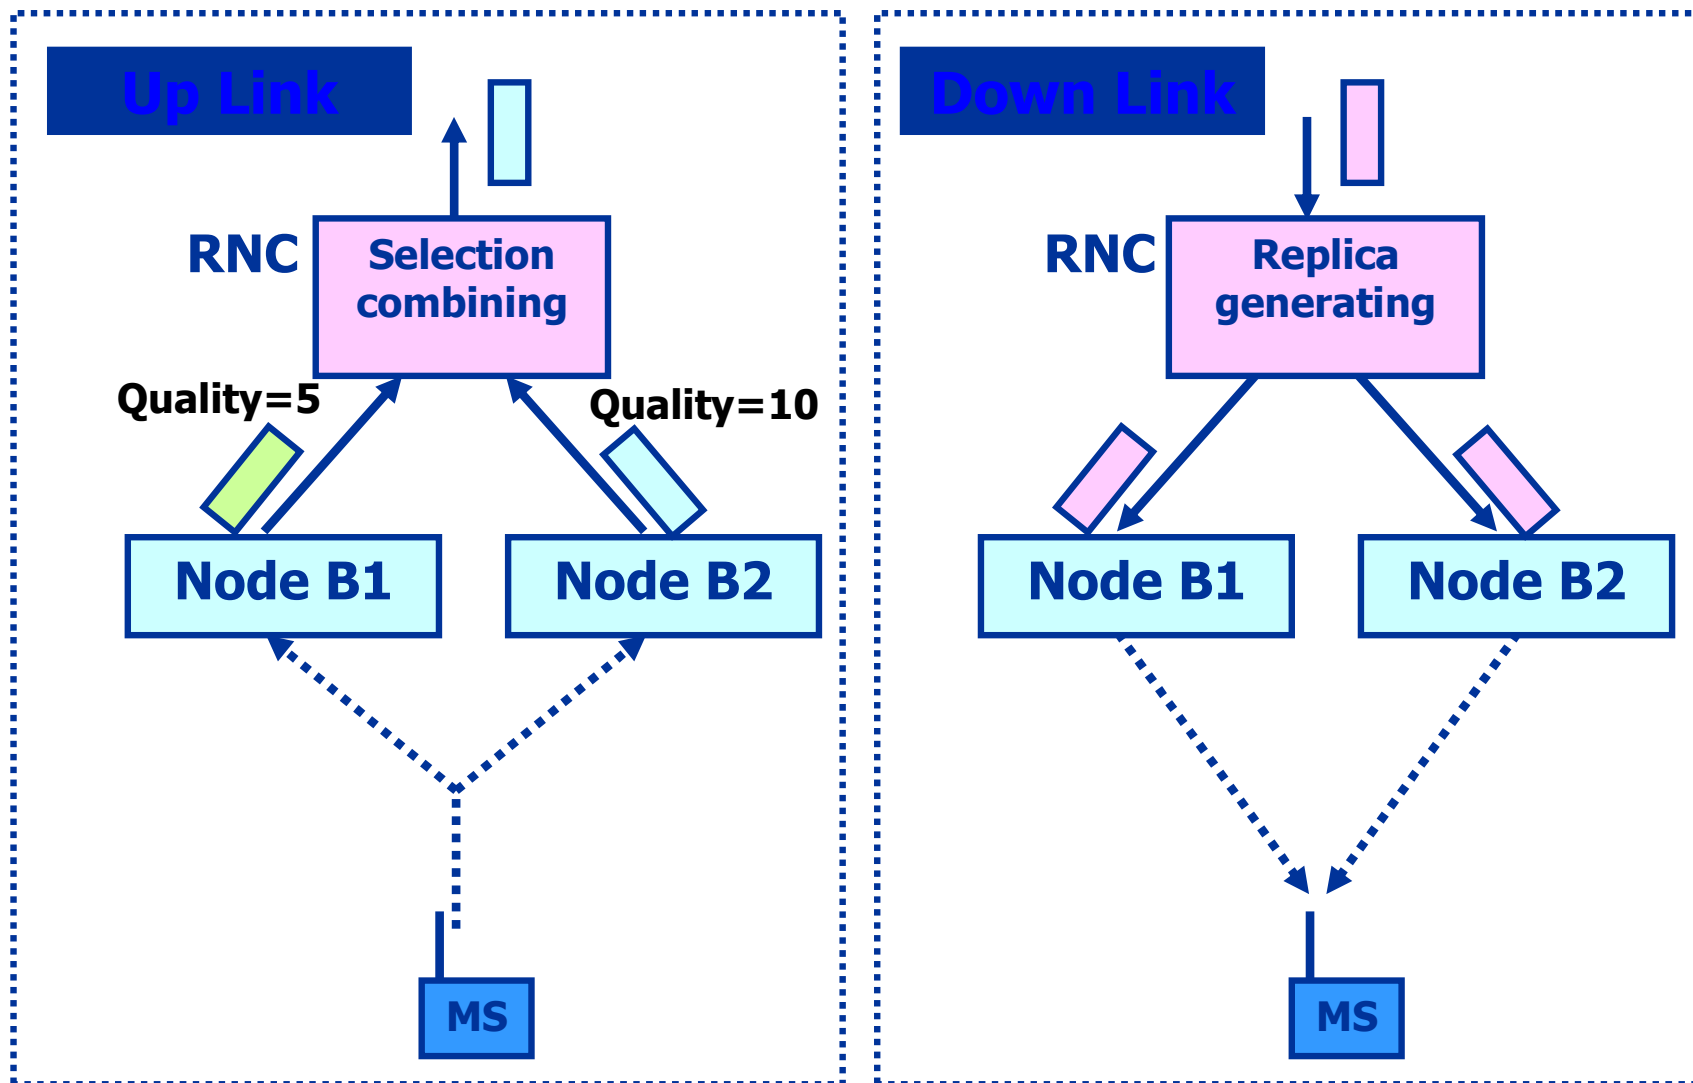 Up Link
RNC
Selection
combining
Quality=5
Quality=10
Node B1
Node B2
MS
Down Link
RNC
Replica
generating
Node B1
Node B2
MS